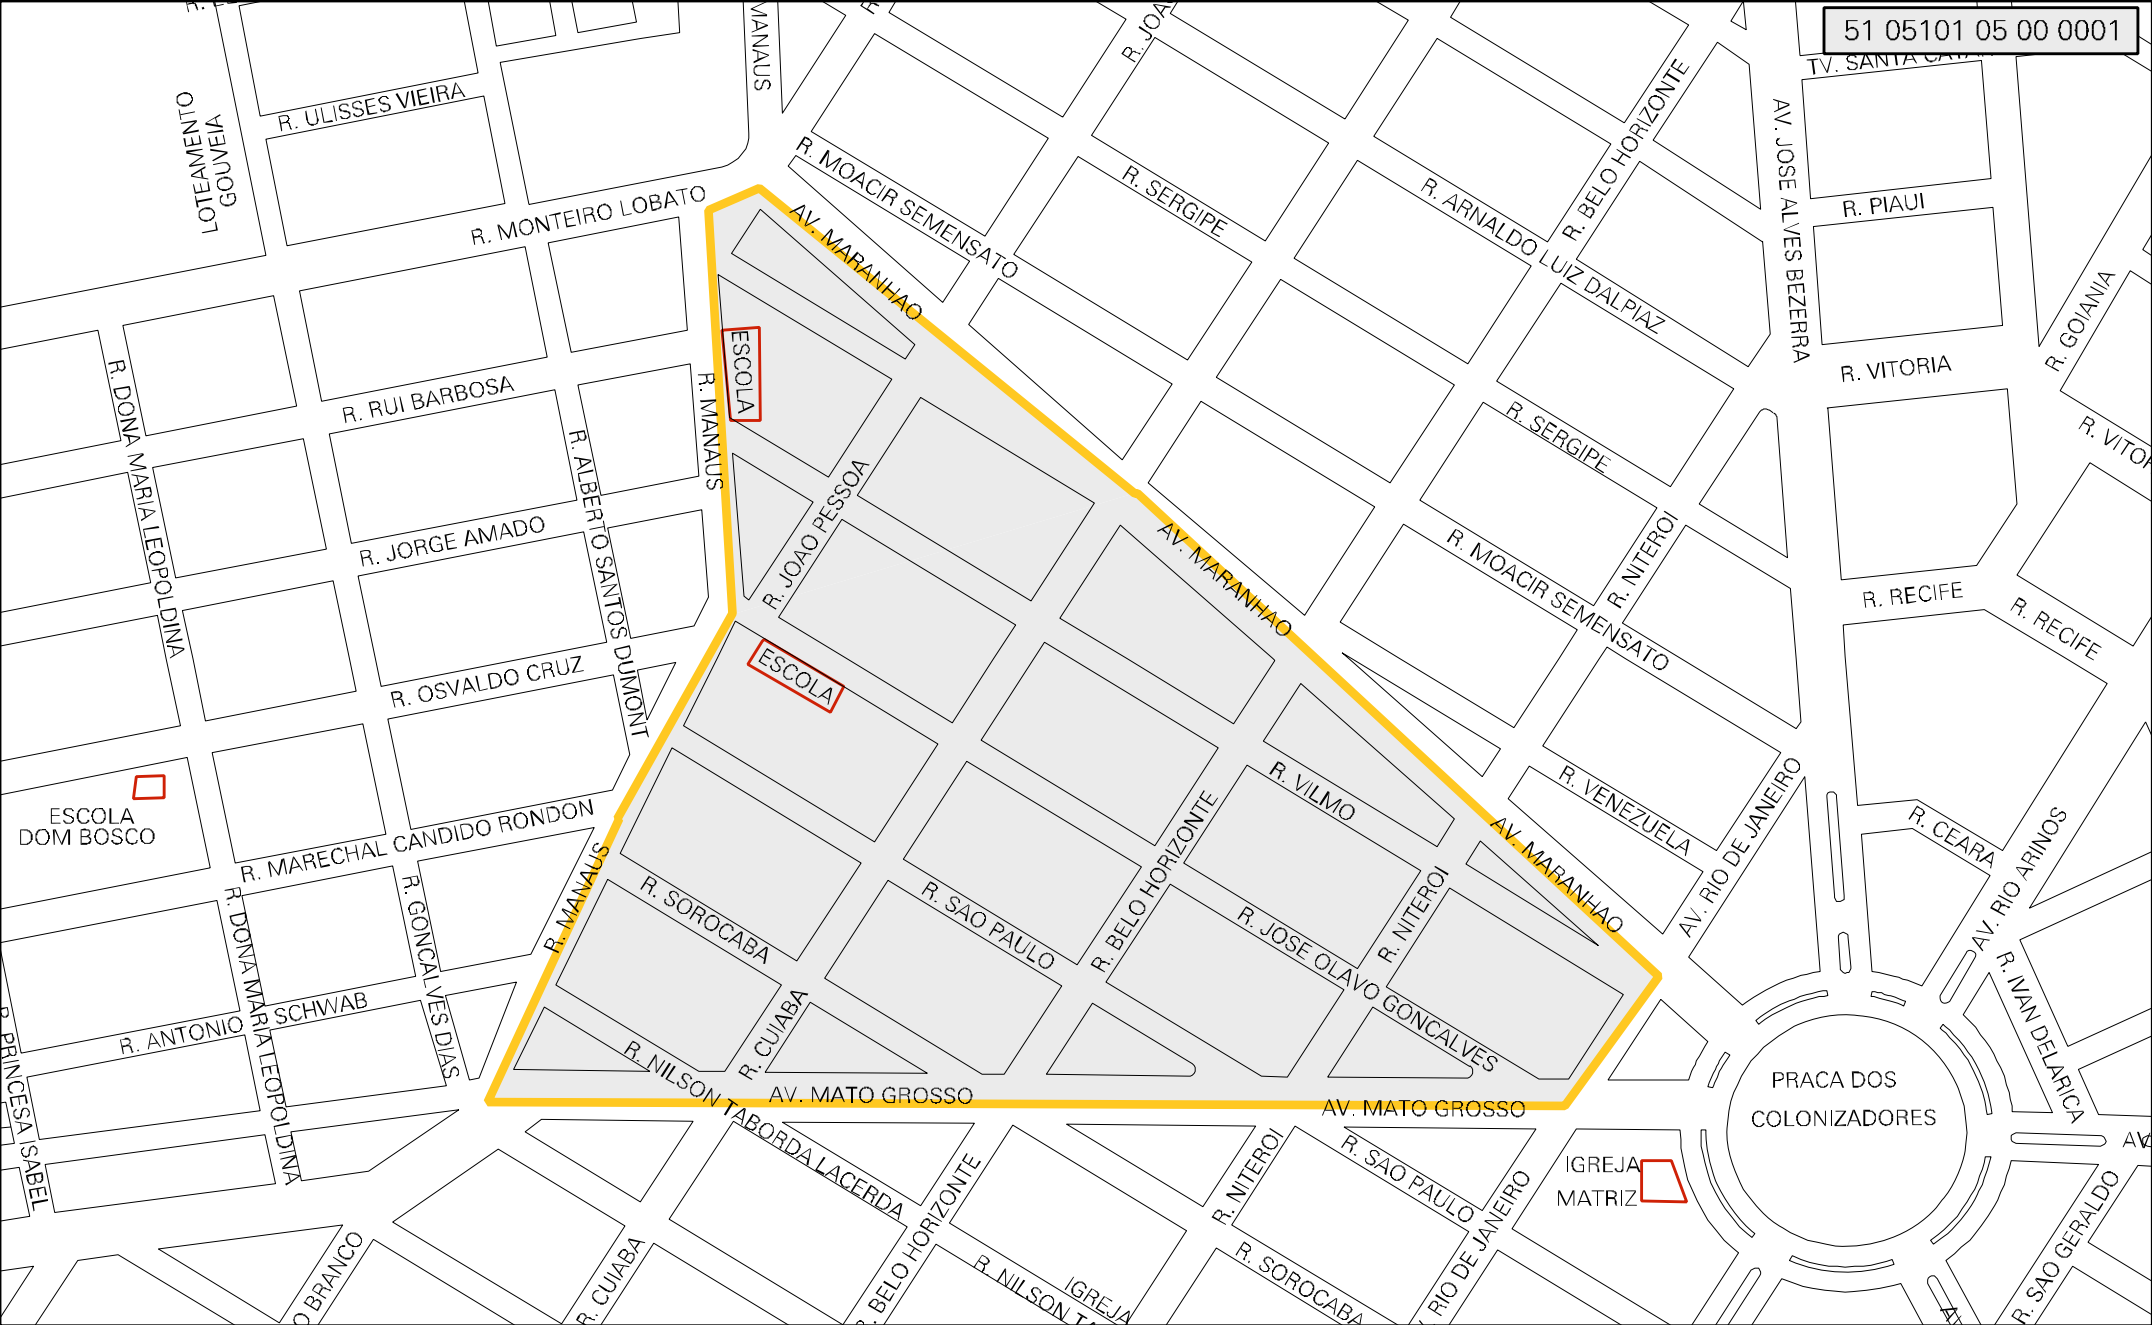 51 05101 05 00 0001
MANAUS
R. JOA
TV. SANTA CATA
R. ULISSES VIEIRA
LOTEAMENTO
GOUVEIA
R. MONTEIRO LOBATO
R. MOACIR SEMENSATO
R. SERGIPE
R. ARNALDO LUIZ DALPIAZ
R. BELO HORIZONTE
AV. JOSE ALVES BEZERRA
R. PIAUI
R. GOIANIA
R. VITORIA
R. VITOR
AV. MARANHAO
ESCOLA
R. MANAUS
R. RUI BARBOSA
R. DONA MARIA LEOPOLDINA
R. ALBERTO SANTOS DUMONT
R. JORGE AMADO
R. JOAO PESSOA
R. SERGIPE
R. NITEROI
R. MOACIR SEMENSATO
AV. MARANHAO
R. RECIFE
R. RECIFE
R. OSVALDO CRUZ
ESCOLA
ESCOLA
DOM BOSCO
R. MARECHAL CANDIDO RONDON
R. VILMO
R. VENEZUELA
AV. RIO DE JANEIRO
R. CEARA
AV. RIO ARINOS
AV. MARANHAO
R. MANAUS
R. SOROCABA
R. SAO PAULO
R. BELO HORIZONTE
R. JOSE OLAVO GONCALVES
R. NITEROI
R. GONCALVES DIAS
R. DONA MARIA LEOPOLDINA
R. ANTONIO SCHWAB
R. PRINCESA ISABEL
R. CUIABA
R. NILSON TABORDA LACERDA
AV. MATO GROSSO
AV. MATO GROSSO
R. IVAN DELARICA
PRACA DOS
COLONIZADORES
IGREJA
MATRIZ
R. SAO PAULO
R. NITEROI
RIO DE JANEIRO
R. SOROCABA
R. BELO HORIZONTE
R. NILSON TA
IGREJA
R. CUIABA
O BRANCO
R. SAO GERALDO
AV